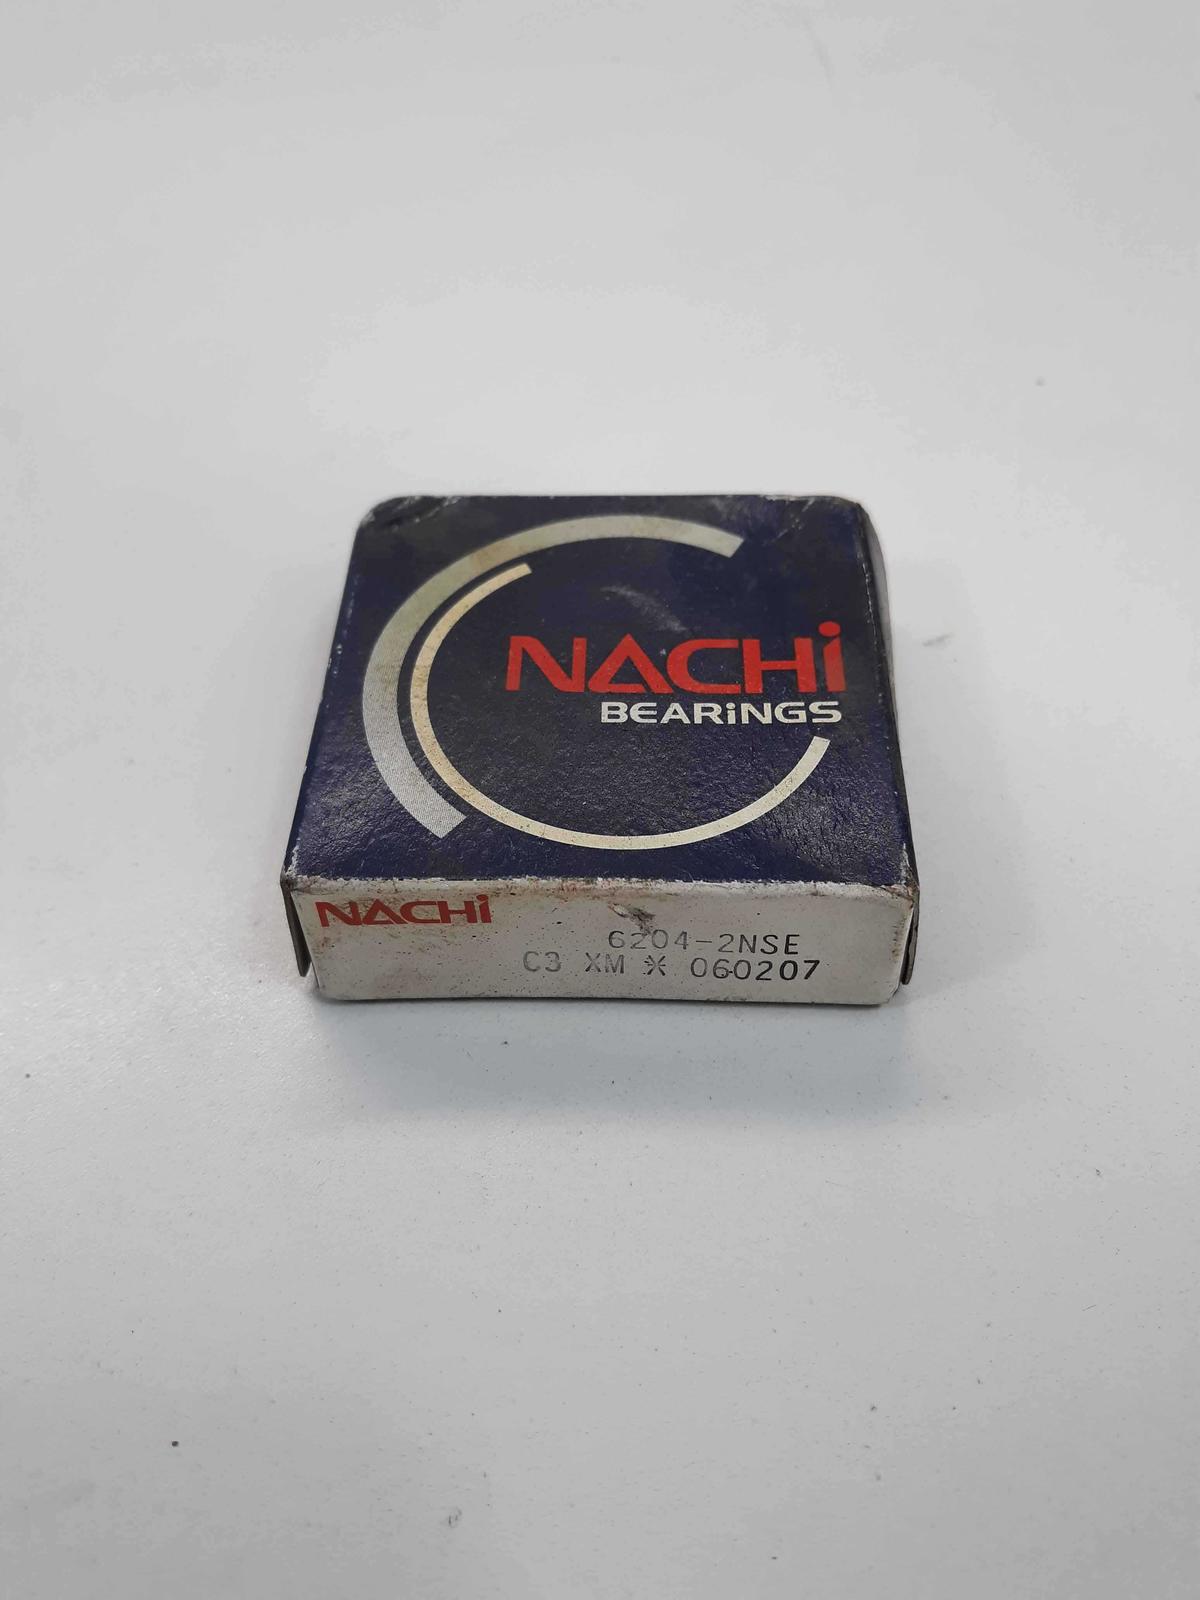 NACHi
BEARiNGS
NACHi
6204-2NSE
C3 XM * 060207